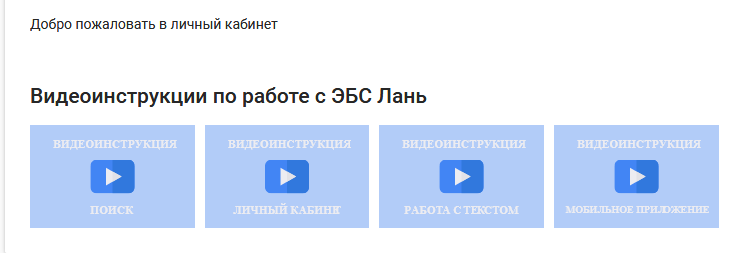 Добро пожаловать в личный кабинет
Видеоинструкции по работе с ЭБС Лань
ВИДЕОИНСТРУКЦИЯ
ПОИСК
ВИДЕОИНСТРУКЦИЯ
ЛИЧНЫЙ КАБИНЕТ
ВИДЕОИНСТРУКЦИЯ
РАБОТА С ТЕКСТОМ
ВИДЕОИНСТРУКЦИЯ
МОБИЛЬНОЕ ПРИЛОЖЕНИЕ